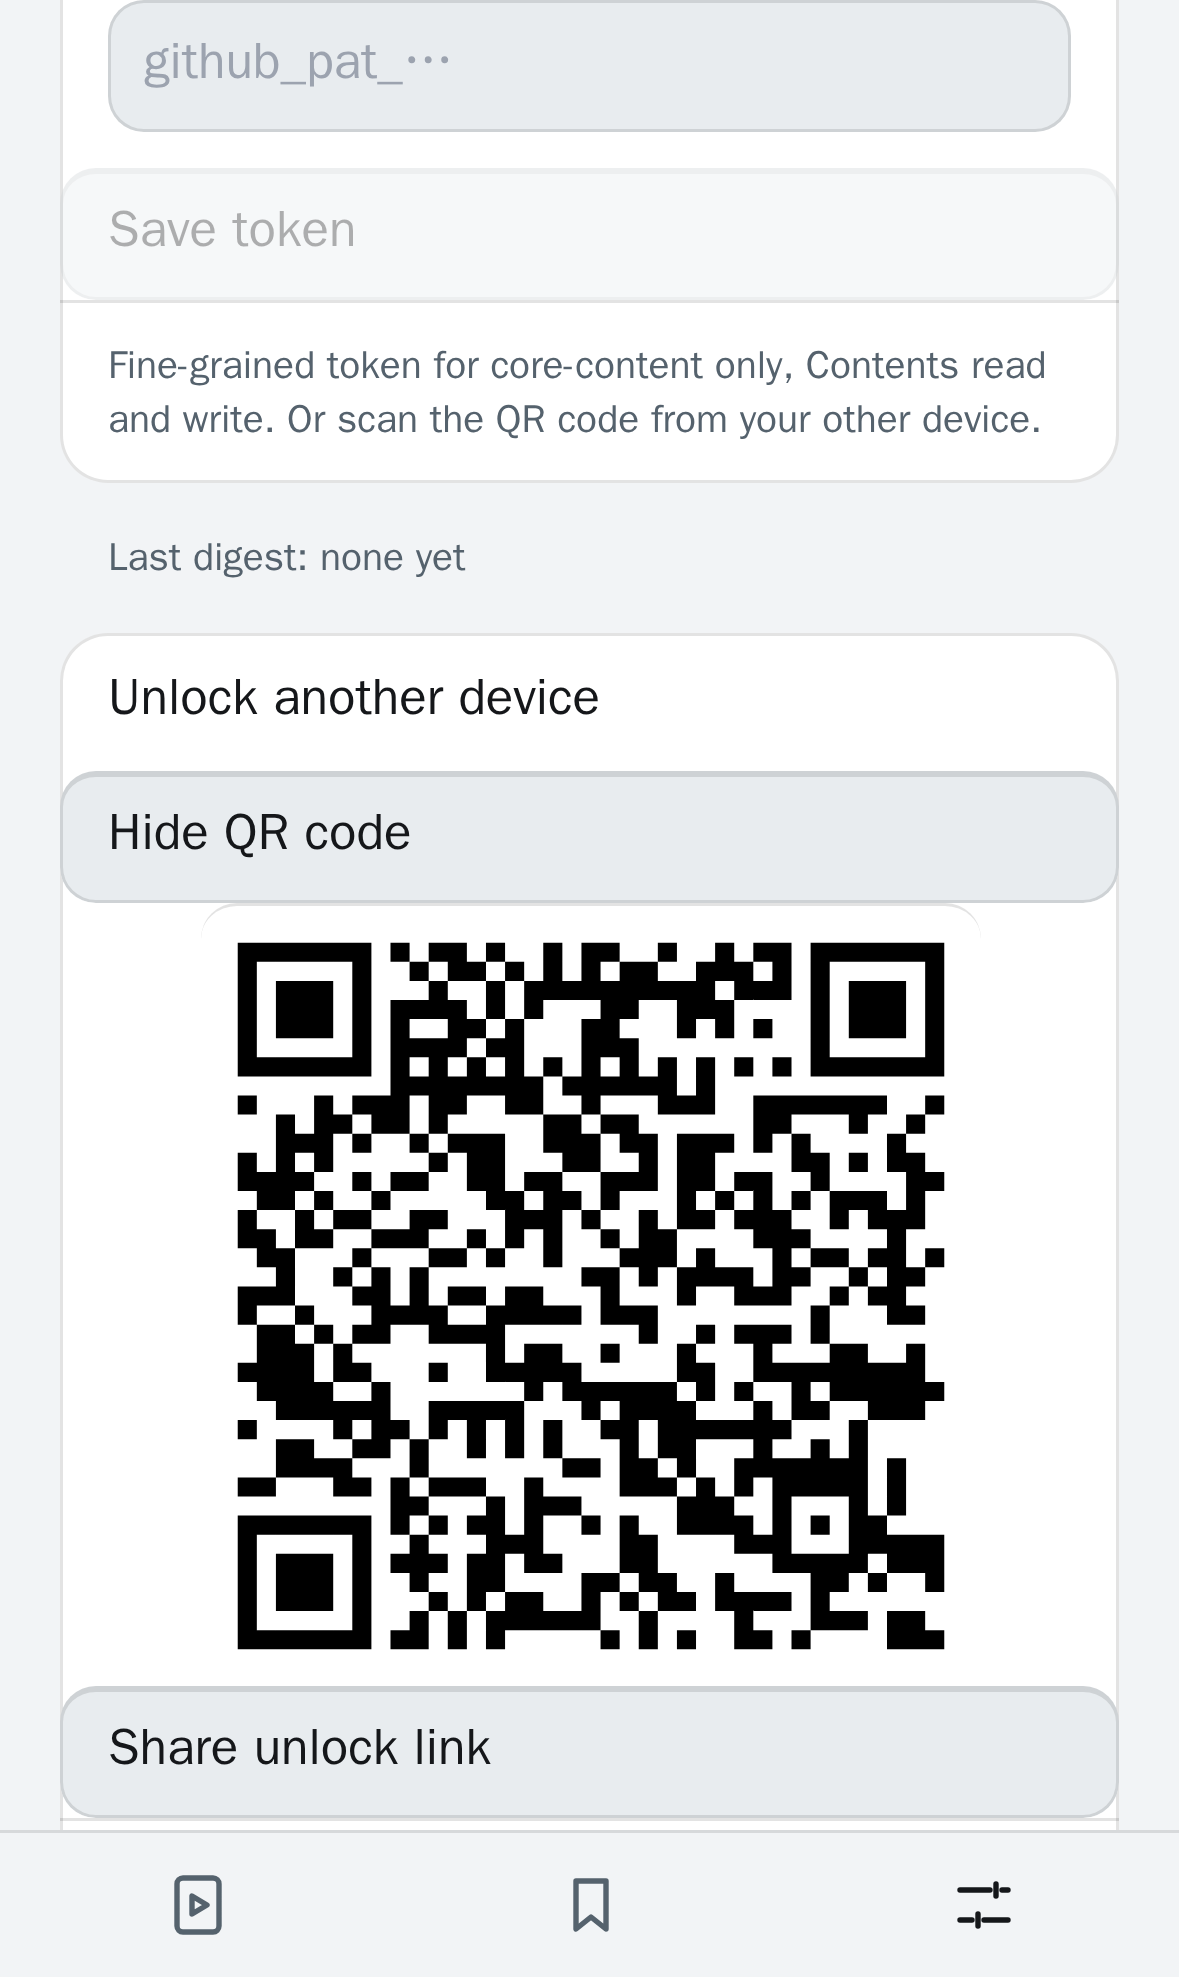 github_pat_···
Save token
Fine-grained token for core-content only, Contents read
and write. Or scan the QR code from your other device.
Last digest: none yet
Unlock another device
Hide QR code
Share unlock link